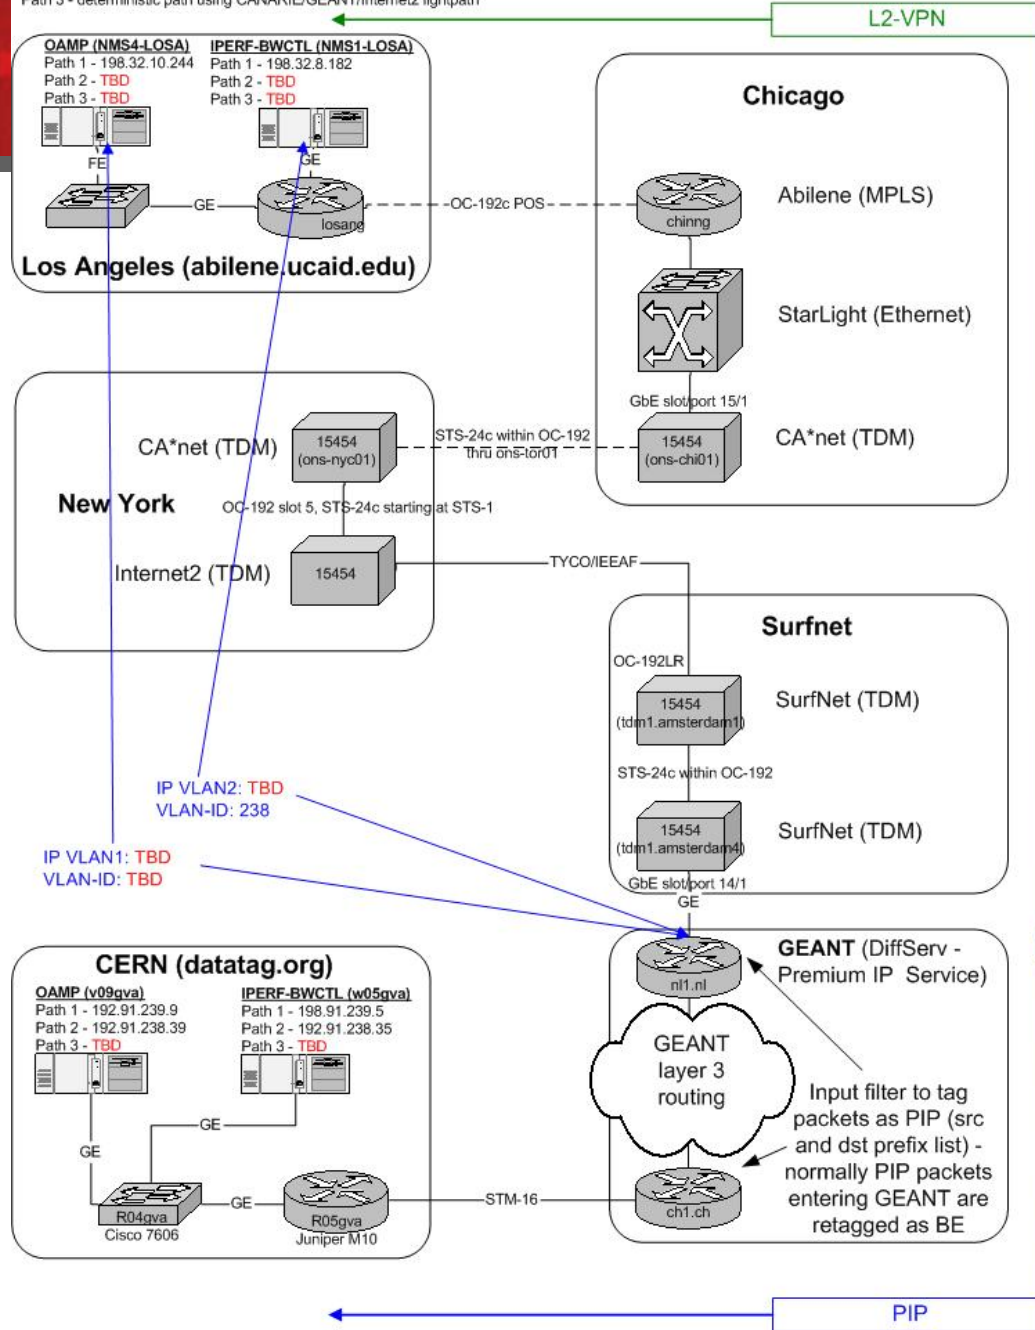 Path 3 - deterministic path using CANARIE/GEANT/Internet2 lightpath
L2-VPN
OAMP (NMS4-LOSA)
Path 1 - 198.32.10.244
Path 2 - TBD
Path 3 - TBD
IPERF-BWCTL (NMS1-LOSA)
Path 1 - 198.32.8.182
Path 2 - TBD
Path 3 - TBD
FE
GE
GE
losang
OC-192c POS
Los Angeles (abilene.ucaid.edu)
Chicago
chinng
Abilene (MPLS)
StarLight (Ethernet)
GbE slot/port 15/1
15454
(ons-chi01)
CA*net (TDM)
STS-24c within OC-192
thru ons-tor01
CA*net (TDM)
15454
(ons-nyc01)
New York
OC-192 slot 5, STS-24c starting at STS-1
Internet2 (TDM)
15454
TYCO/IEEAF
Surfnet
OC-192LR
15454
(tdm1.amsterdam1)
SurfNet (TDM)
STS-24c within OC-192
15454
(tdm1.amsterdam4)
SurfNet (TDM)
GbE slot/port 14/1
GE
IP VLAN2: TBD
VLAN-ID: 238
IP VLAN1: TBD
VLAN-ID: TBD
nl1.nl
GEANT (DiffServ -
Premium IP Service)
GEANT
layer 3
routing
Input filter to tag
packets as PIP (src
and dst prefix list) -
normally PIP packets
entering GEANT are
retagged as BE
ch1.ch
STM-16
CERN (datatag.org)
OAMP (v09gva)
Path 1 - 192.91.239.9
Path 2 - 192.91.238.39
Path 3 - TBD
IPERF-BWCTL (w05gva)
Path 1 - 198.91.239.5
Path 2 - 192.91.238.35
Path 3 - TBD
GE
GE
GE
R04gva
Cisco 7606
R05gva
Juniper M10
PIP